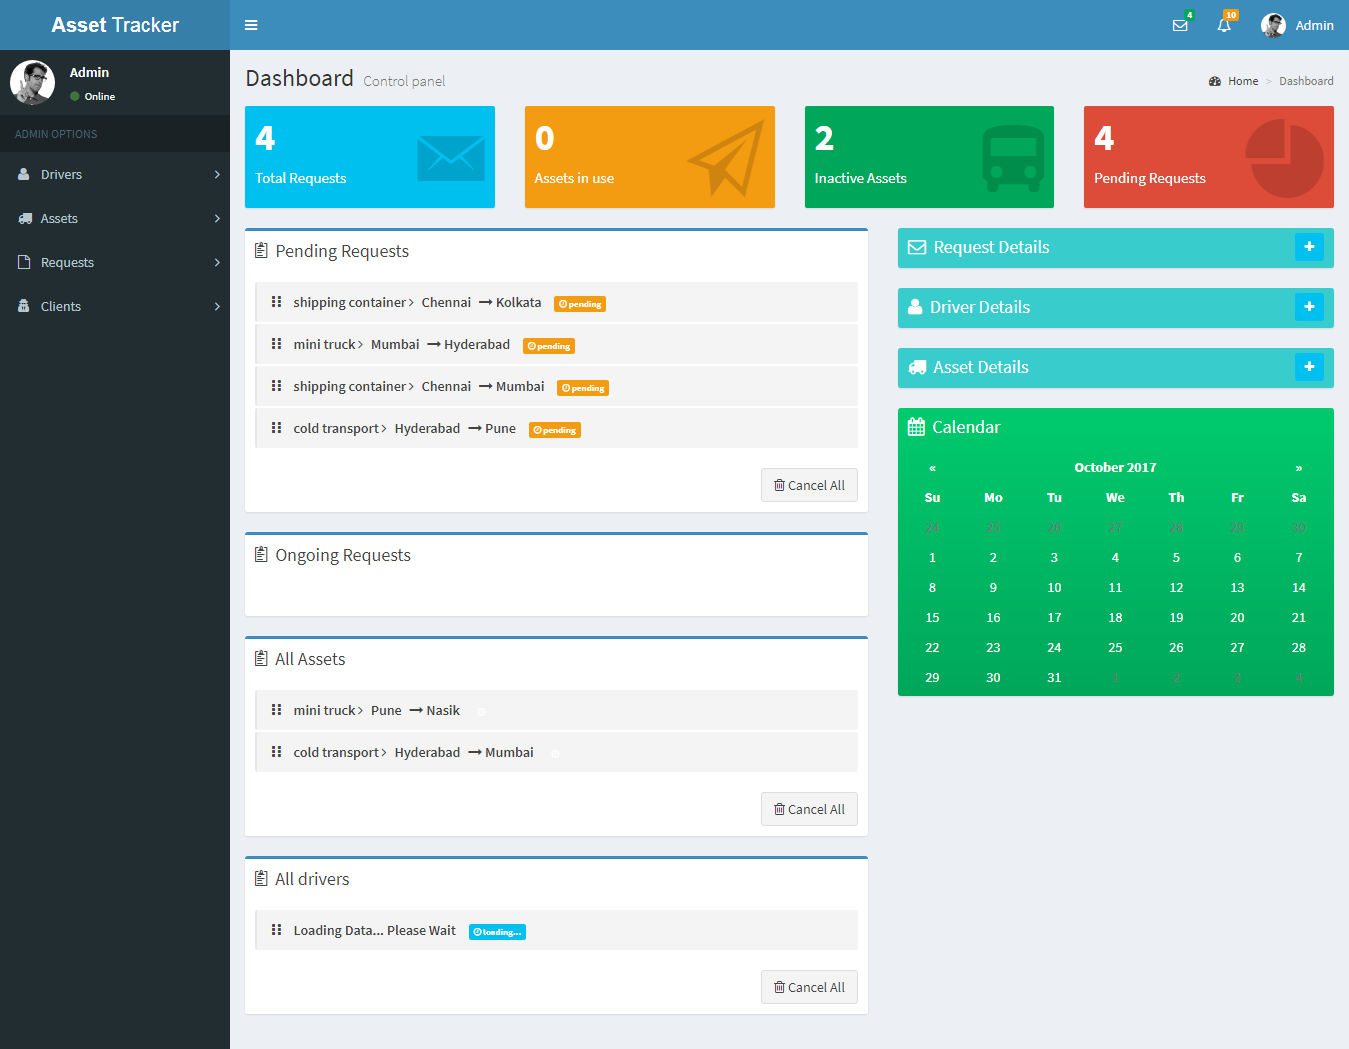 Asset Tracker
4
10
Admin
Admin
Online
ADMIN OPTIONS
Drivers
Assets
Requests
Clients
Dashboard Control panel
Home > Dashboard
4
Total Requests
0
Assets in use
2
Inactive Assets
4
Pending Requests
Pending Requests
shipping container> Chennai →Kolkata pending
mini truck> Mumbai →Hyderabad pending
shipping container> Chennai →Mumbai pending
cold transport> Hyderabad →Pune pending
Cancel All
Ongoing Requests
All Assets
mini truck> Pune →Nasik
cold transport> Hyderabad →Mumbai
Cancel All
All drivers
Loading Data... Please Wait loading...
Cancel All
Request Details +
Driver Details +
Asset Details +
Calendar
« October 2017 »
Su Mo Tu We Th Fr Sa
24 25 26 27 28 29 30
1 2 3 4 5 6 7
8 9 10 11 12 13 14
15 16 17 18 19 20 21
22 23 24 25 26 27 28
29 30 31 1 2 3 4